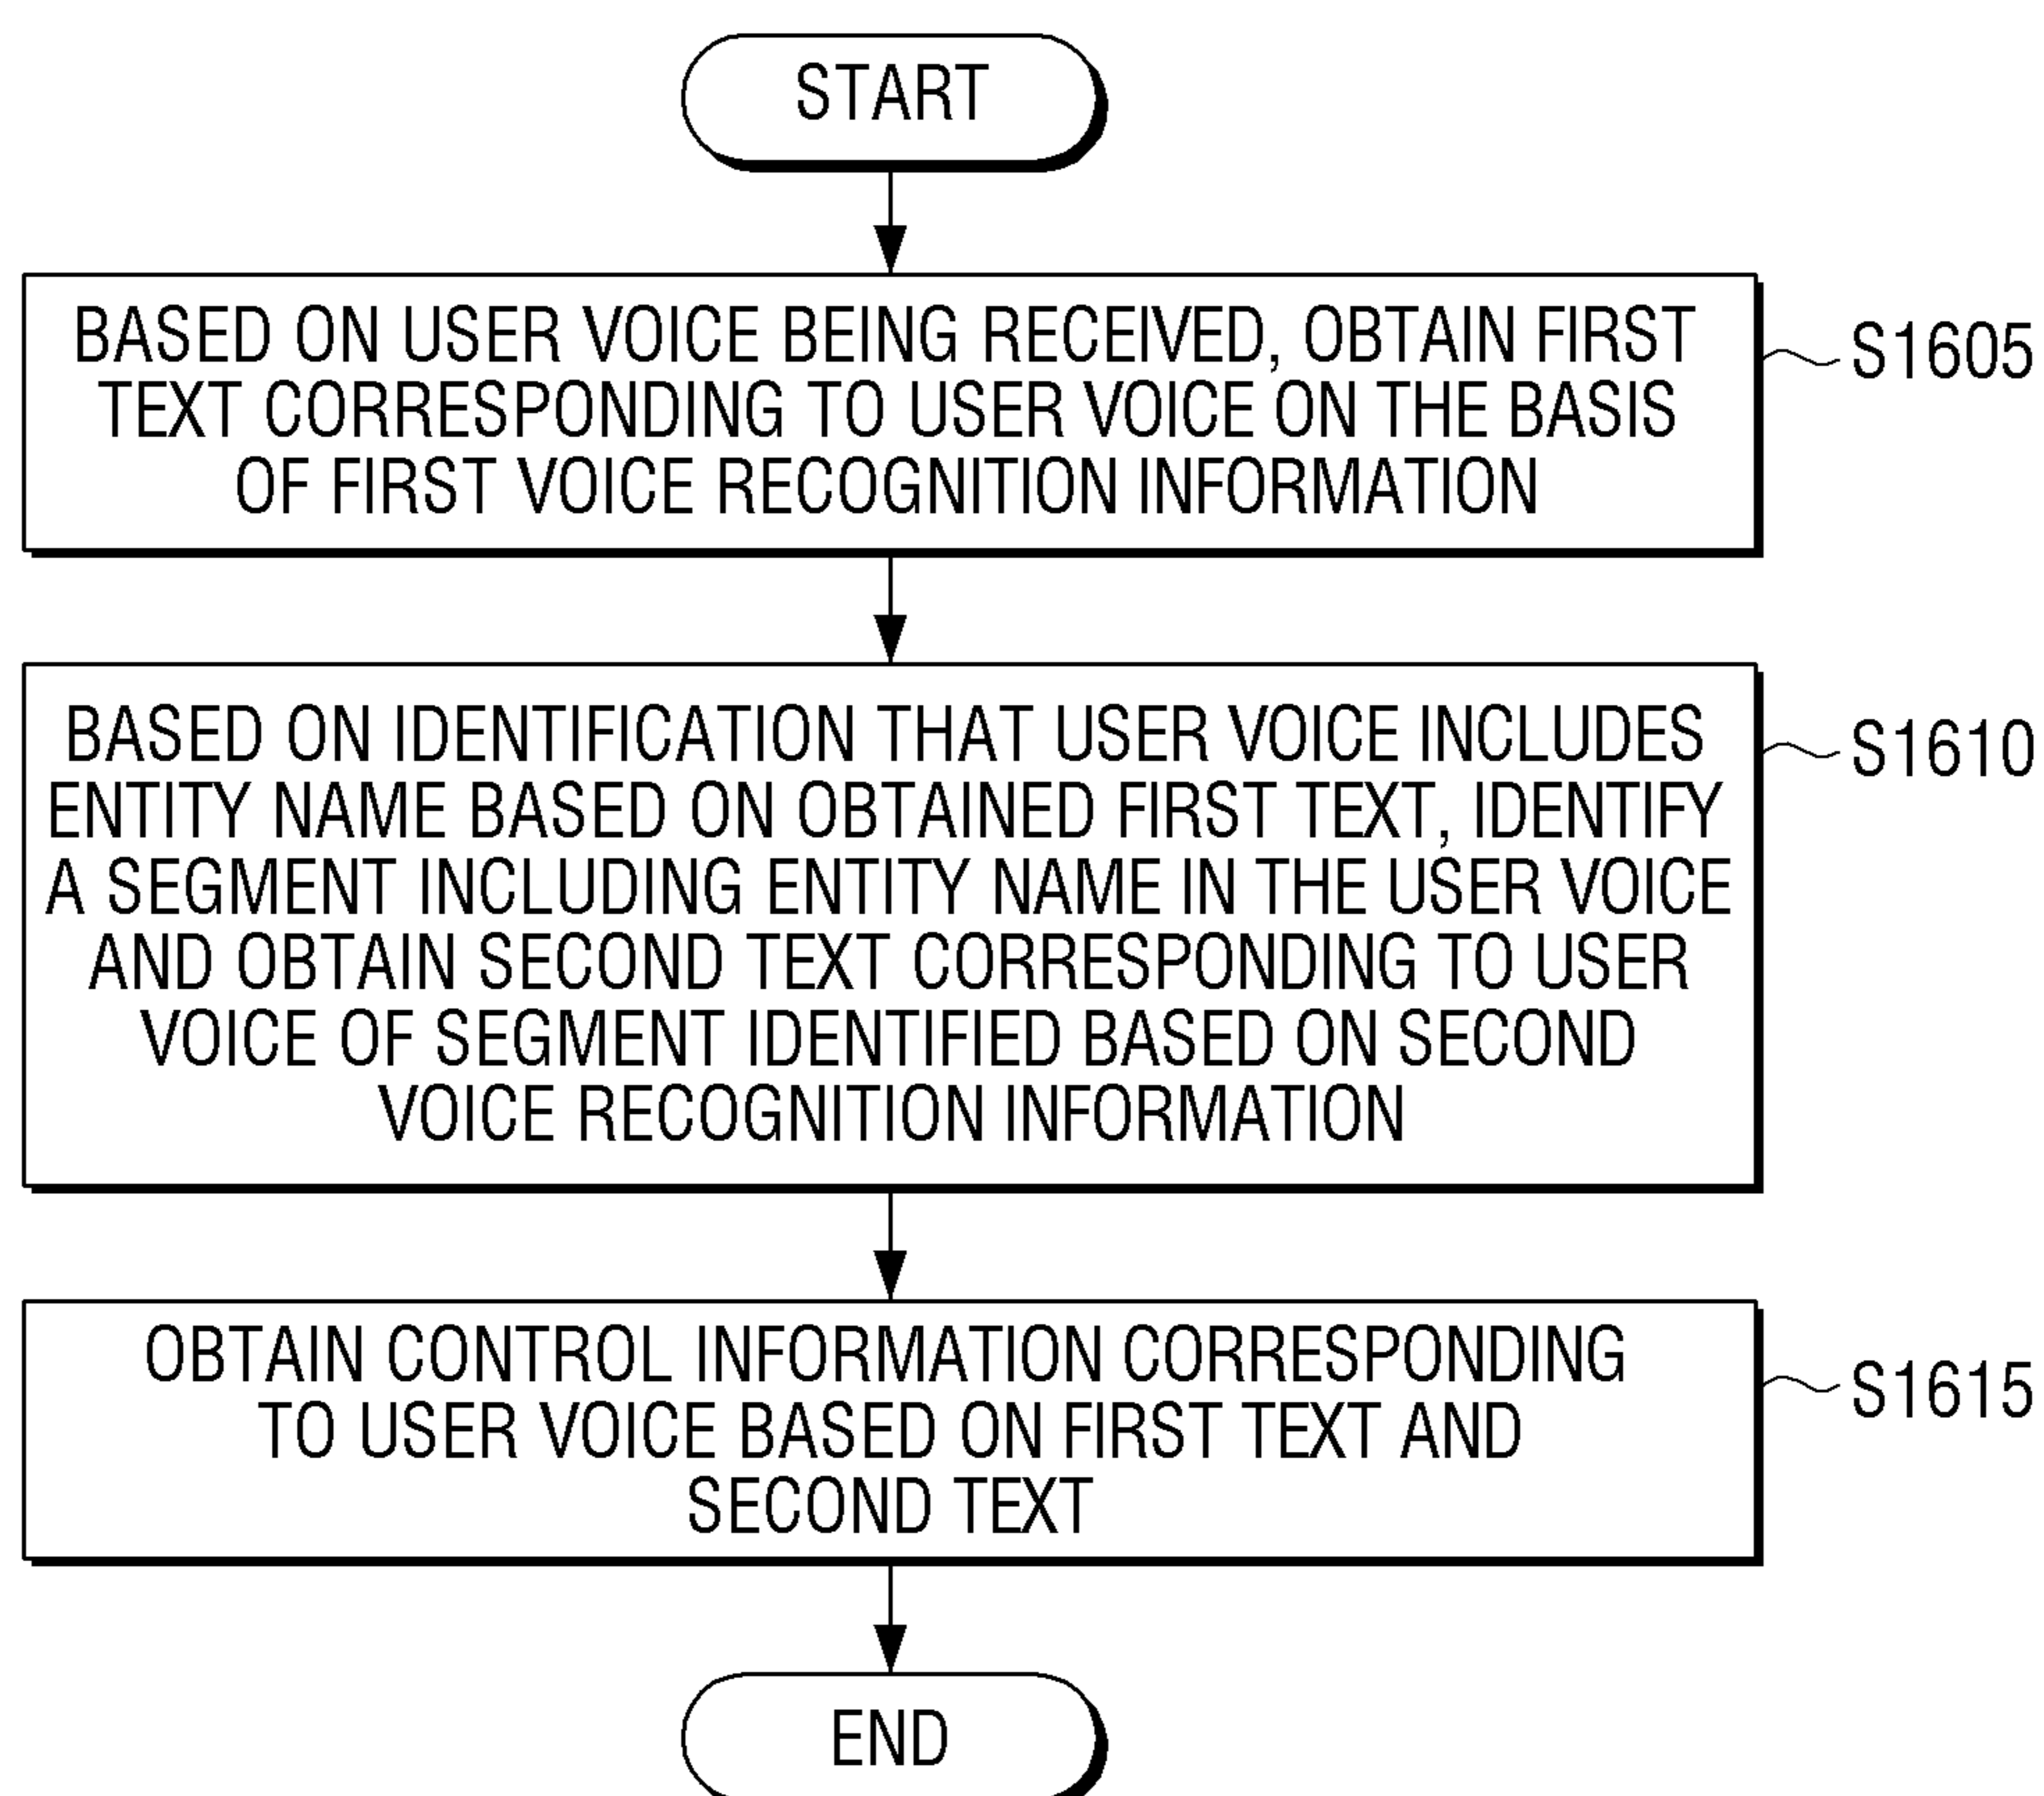 START
BASED ON USER VOICE BEING RECEIVED, OBTAIN FIRST
TEXT CORRESPONDING TO USER VOICE ON THE BASIS
OF FIRST VOICE RECOGNITION INFORMATION
S1605
BASED ON IDENTIFICATION THAT USER VOICE INCLUDES
ENTITY NAME BASED ON OBTAINED FIRST TEXT, IDENTIFY
A SEGMENT INCLUDING ENTITY NAME IN THE USER VOICE
AND OBTAIN SECOND TEXT CORRESPONDING TO USER
VOICE OF SEGMENT IDENTIFIED BASED ON SECOND
VOICE RECOGNITION INFORMATION
S1610
OBTAIN CONTROL INFORMATION CORRESPONDING
TO USER VOICE BASED ON FIRST TEXT AND
SECOND TEXT
S1615
END